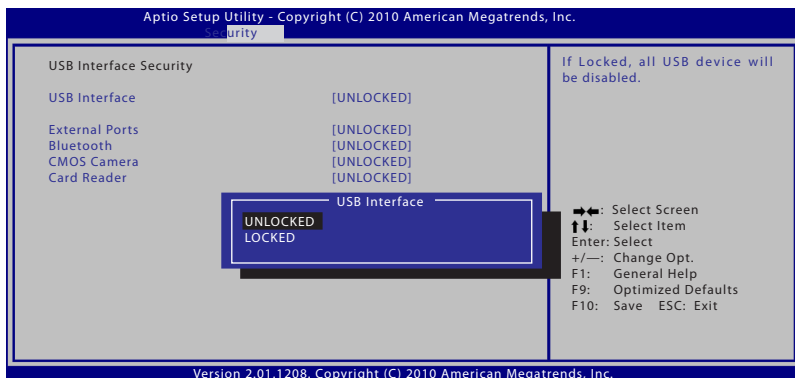 Aptio Setup Utility - Copyright (C) 2010 American Megatrends, Inc.
Security
USB Interface Security
USB Interface [UNLOCKED]
External Ports [UNLOCKED]
Bluetooth [UNLOCKED]
CMOS Camera [UNLOCKED]
Card Reader [UNLOCKED]
USB Interface
UNLOCKED
LOCKED
If Locked, all USB device will
be disabled.
→←: Select Screen
↑↓: Select Item
Enter: Select
+/—: Change Opt.
F1: General Help
F9: Optimized Defaults
F10: Save ESC: Exit
Version 2.01.1208. Copyright (C) 2010 American Megatrends, Inc.